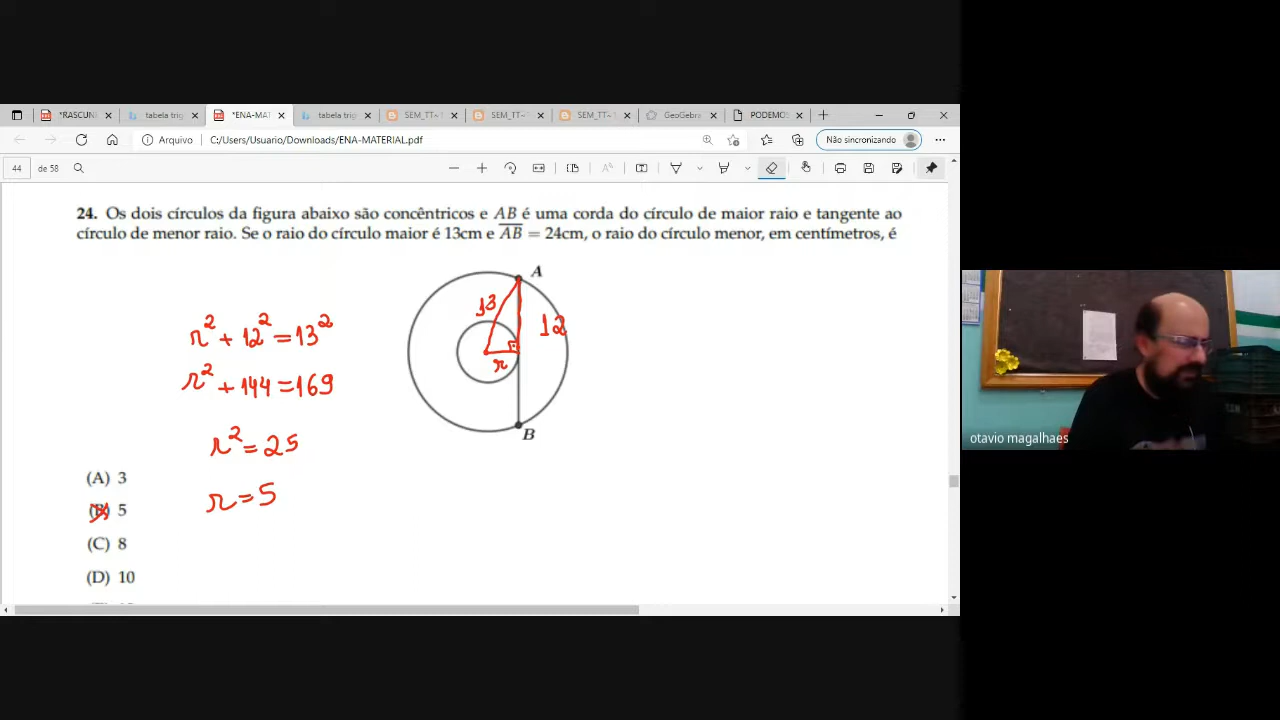 *RASCUN
tabela trig
*ENA-MAT
tabela trig
SEM_TT~1
SEM_TT~
SEM_TT~
GeoGebra
PODEMOS
Arquivo
C:/Users/Usuario/Downloads/ENA-MATERIAL.pdf
Não sincronizando
44
de 58
24. Os dois círculos da figura abaixo são concêntricos e AB é uma corda do círculo de maior raio e tangente ao
círculo de menor raio. Se o raio do círculo maior é 13cm e A̅B̅ = 24cm, o raio do círculo menor, em centímetros, é
A
13
12
r
B
r² + 12² = 13²
r² + 144 = 169
r² = 25
r = 5
(A) 3
(B) 5
(C) 8
(D) 10
otavio magalhaes